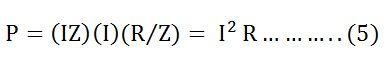 P = (IZ)(I)(R/Z) = I² R … … … . . (5)